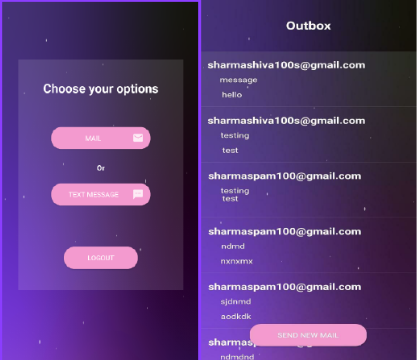 Choose your options
MAIL
Or
TEXT MESSAGE
LOGOUT
Outbox
sharmashiva100s@gmail.com
message
hello
sharmashiva100s@gmail.com
testing
test
sharmaspam100@gmail.com
testing
test
sharmaspam100@gmail.com
ndmd
nxnxmx
sharmaspam100@gmail.com
sjdnmd
aodkdk
SEND NEW MAIL
ndmdnd